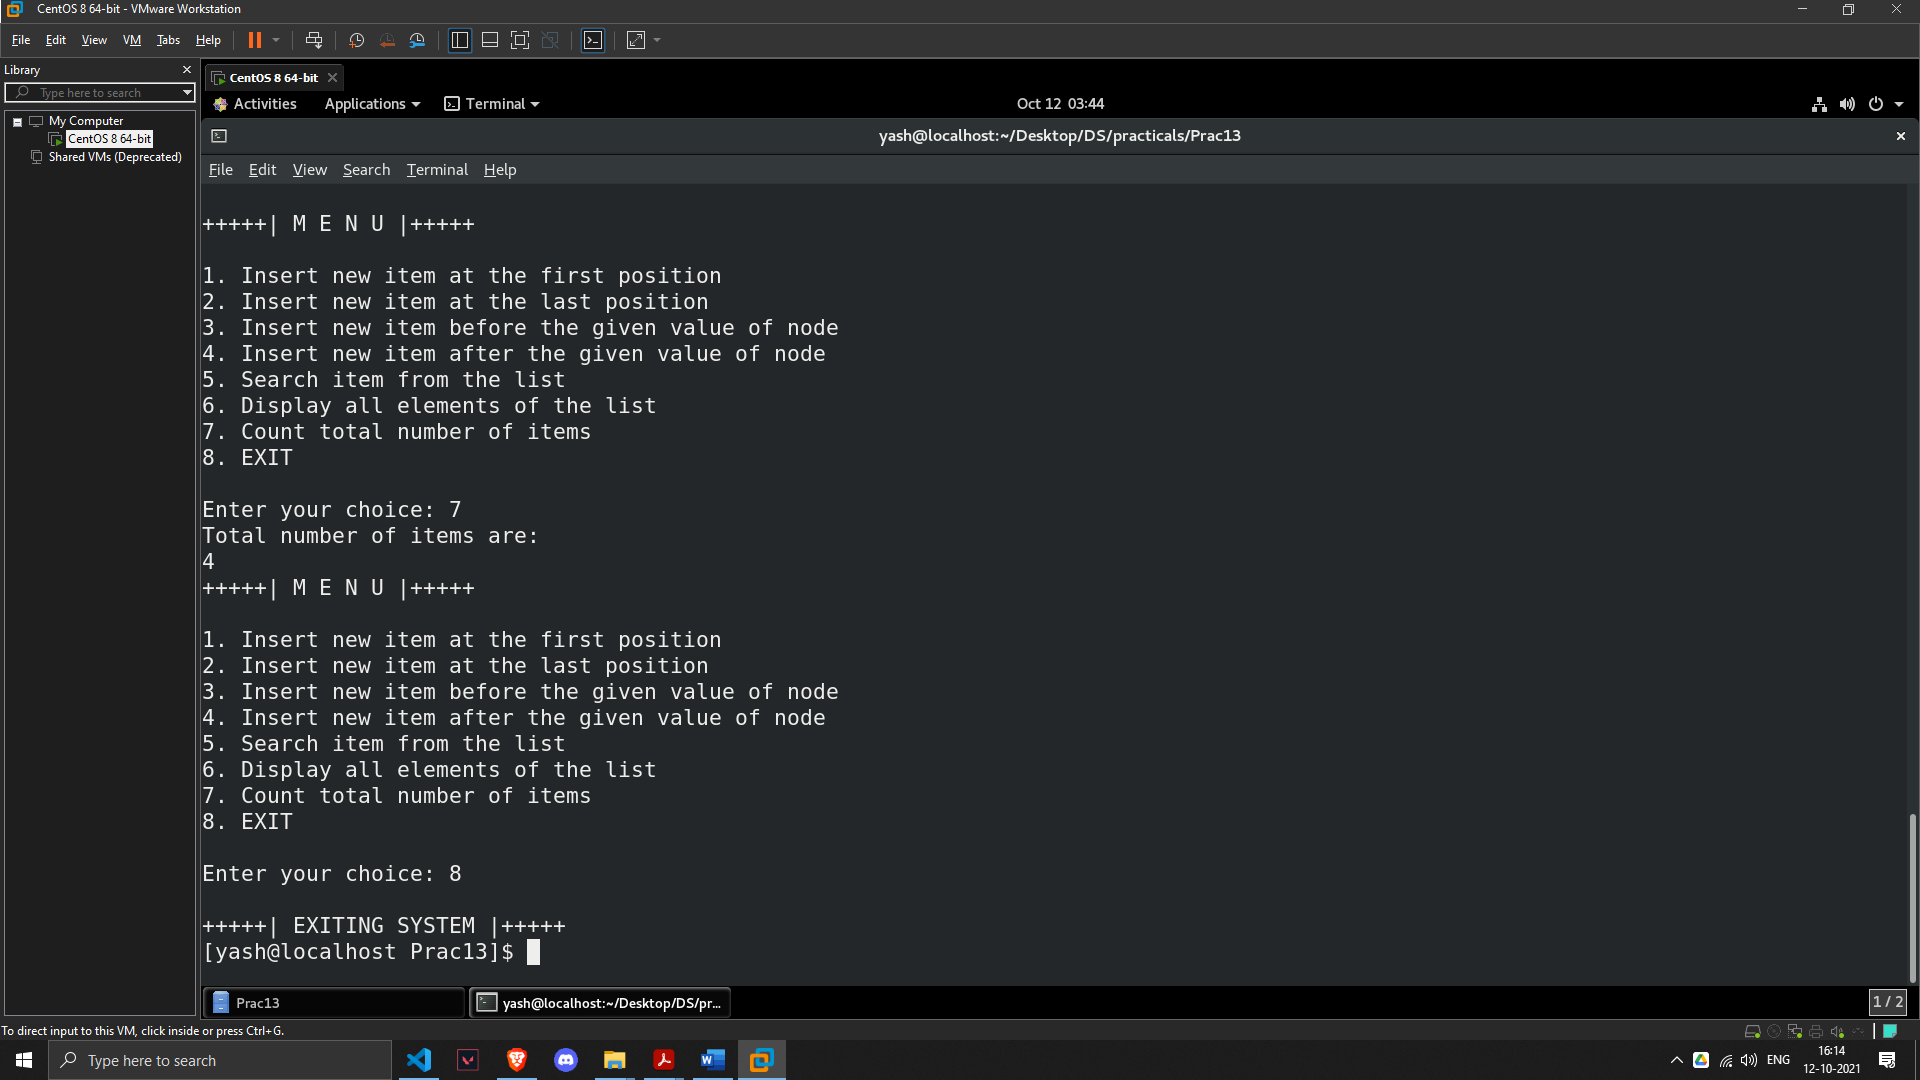 CentOS 8 64-bit - VMware Workstation
File Edit View VM Tabs Help
Library
Type here to search
My Computer
CentOS 8 64-bit
Shared VMs (Deprecated)
CentOS 8 64-bit
Activities Applications Terminal Oct 12 03:44
yash@localhost:~/Desktop/DS/practicals/Prac13
File Edit View Search Terminal Help
+++++| M E N U |+++++
1. Insert new item at the first position
2. Insert new item at the last position
3. Insert new item before the given value of node
4. Insert new item after the given value of node
5. Search item from the list
6. Display all elements of the list
7. Count total number of items
8. EXIT
Enter your choice: 7
Total number of items are:
4
+++++| M E N U |+++++
1. Insert new item at the first position
2. Insert new item at the last position
3. Insert new item before the given value of node
4. Insert new item after the given value of node
5. Search item from the list
6. Display all elements of the list
7. Count total number of items
8. EXIT
Enter your choice: 8
+++++| EXITING SYSTEM |+++++
[yash@localhost Prac13]$
Prac13 yash@localhost:~/Desktop/DS/pr... 1 / 2
To direct input to this VM, click inside or press Ctrl+G.
Type here to search ENG 16:14
12-10-2021